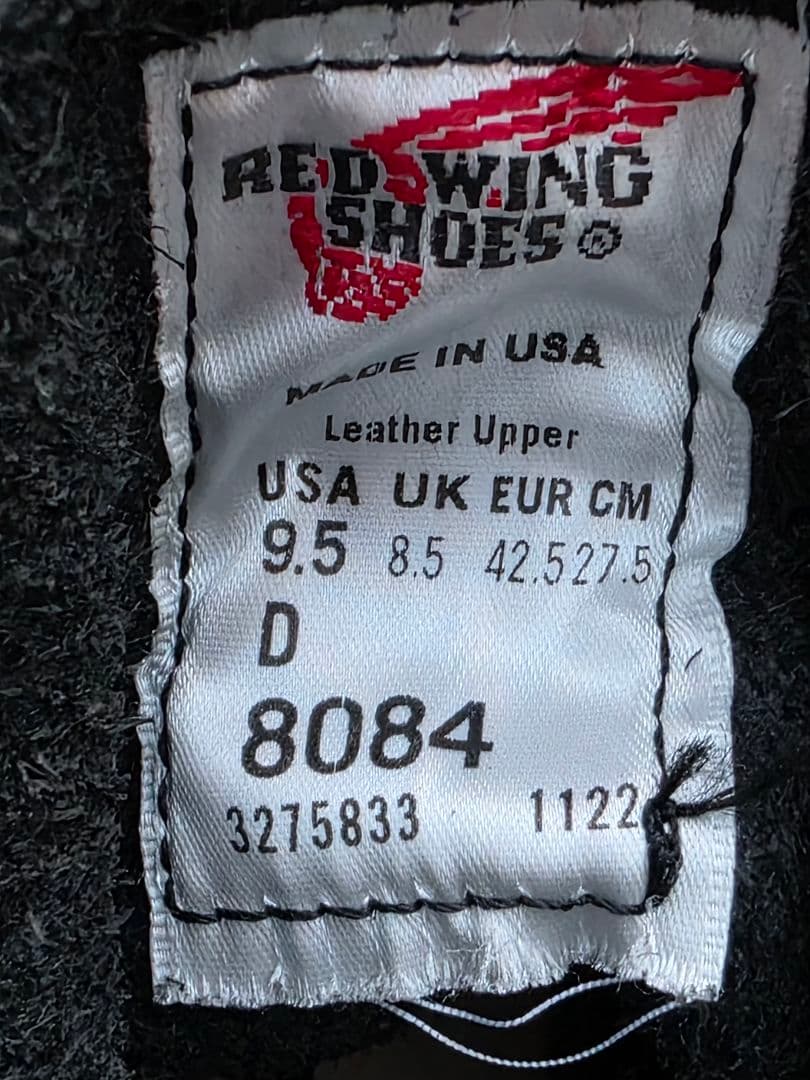 RED WING
SHOES®
MADE IN USA
Leather Upper
USA UK EUR CM
9.5 8.5 42.5 27.5
D
8084
3275833 1122